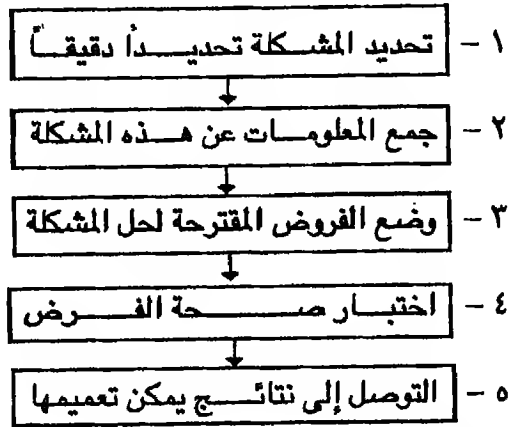 ١ - تحديد المشكلة تحديداً دقيقاً
٢ - جمع المعلومات عن هذه المشكلة
٣ - وضع الفروض المقترحة لحل المشكلة
٤ - اختبار صحة الفرض
٥ - التوصل إلى نتائج يمكن تعميمها